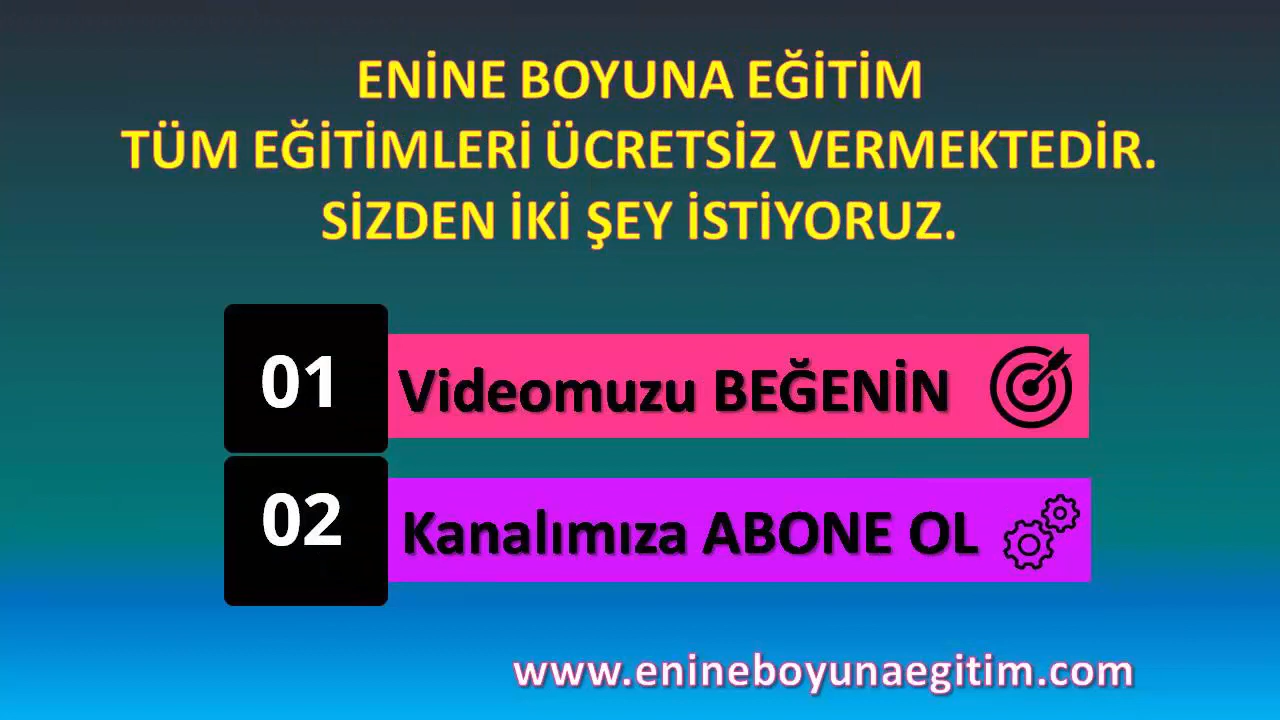 ENİNE BOYUNA EĞİTİM
TÜM EĞİTİMLERİ ÜCRETSİZ VERMEKTEDİR.
SİZDEN İKİ ŞEY İSTİYORUZ.
01
Videomuzu BEĞENİN
02
Kanalımıza ABONE OL
www.enineboyunaegitim.com